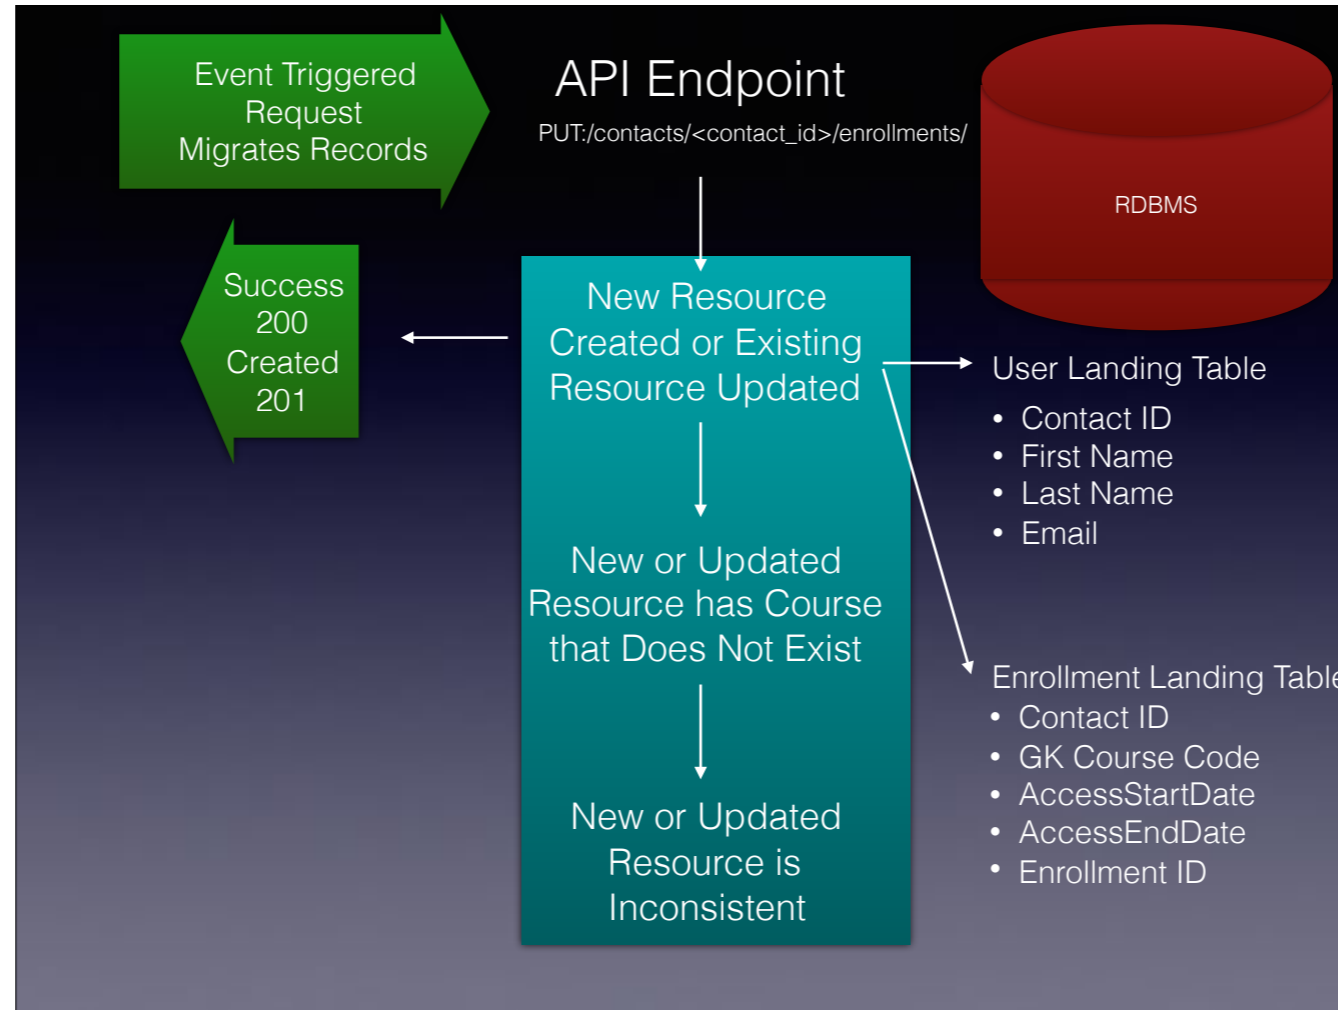 Event Triggered
Request
Migrates Records
API Endpoint
PUT:/contacts/<contact_id>/enrollments/
RDBMS
Success
200
Created
201
New Resource
Created or Existing
Resource Updated
New or Updated
Resource has Course
that Does Not Exist
New or Updated
Resource is
Inconsistent
User Landing Table
• Contact ID
• First Name
• Last Name
• Email
Enrollment Landing Table
• Contact ID
• GK Course Code
• AccessStartDate
• AccessEndDate
• Enrollment ID